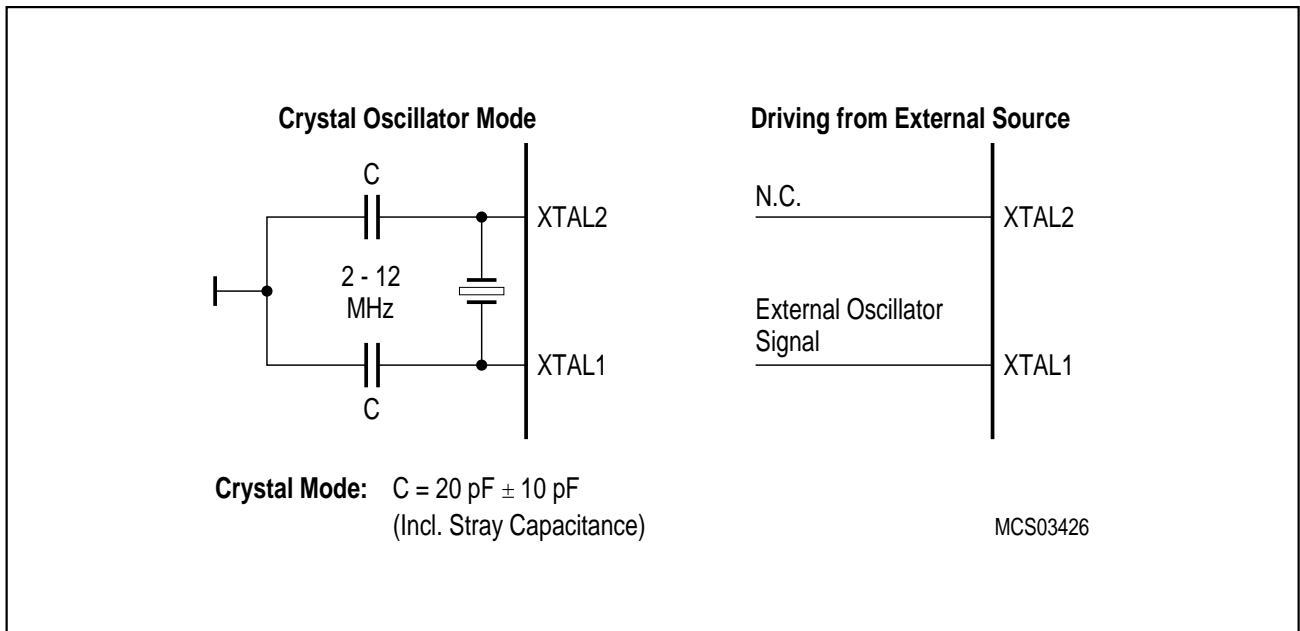 Crystal Oscillator Mode
C
XTAL2
2 - 12
MHz
XTAL1
C
Crystal Mode: C = 20 pF ± 10 pF
(Incl. Stray Capacitance)
Driving from External Source
N.C.
XTAL2
External Oscillator
Signal
XTAL1
MCS03426